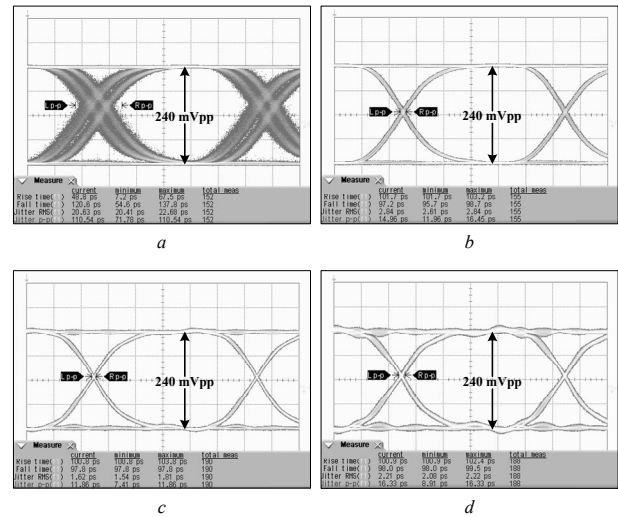 Lp-p Rp-p
240 mVpp
Measure
current minimum maximum total meas
Rise time( ) 48.8 ps 7.2 ps 67.5 ps 152
Fall time( ) 120.6 ps 54.6 ps 137.8 ps 152
Jitter RMS( ) 20.63 ps 20.41 ps 22.68 ps 152
Jitter p-p( ) 110.54 ps 71.78 ps 110.54 ps 152
a
Lp-p Rp-p
240 mVpp
Measure
current minimum maximum total meas
Rise time( ) 101.7 ps 101.7 ps 103.2 ps 155
Fall time( ) 97.2 ps 95.7 ps 98.7 ps 155
Jitter RMS( ) 2.84 ps 2.61 ps 2.84 ps 155
Jitter p-p( ) 14.96 ps 11.96 ps 16.45 ps 155
b
Lp-p Rp-p
240 mVpp
Measure
current minimum maximum total meas
Rise time( ) 100.8 ps 100.8 ps 103.8 ps 190
Fall time( ) 97.8 ps 97.8 ps 97.8 ps 190
Jitter RMS( ) 1.62 ps 1.54 ps 1.81 ps 190
Jitter p-p( ) 11.86 ps 7.41 ps 11.86 ps 190
c
Lp-p Rp-p
240 mVpp
Measure
current minimum maximum total meas
Rise time( ) 100.9 ps 100.9 ps 102.4 ps 188
Fall time( ) 98.0 ps 98.0 ps 99.5 ps 188
Jitter RMS( ) 2.21 ps 2.08 ps 2.22 ps 188
Jitter p-p( ) 16.33 ps 8.91 ps 16.33 ps 188
d